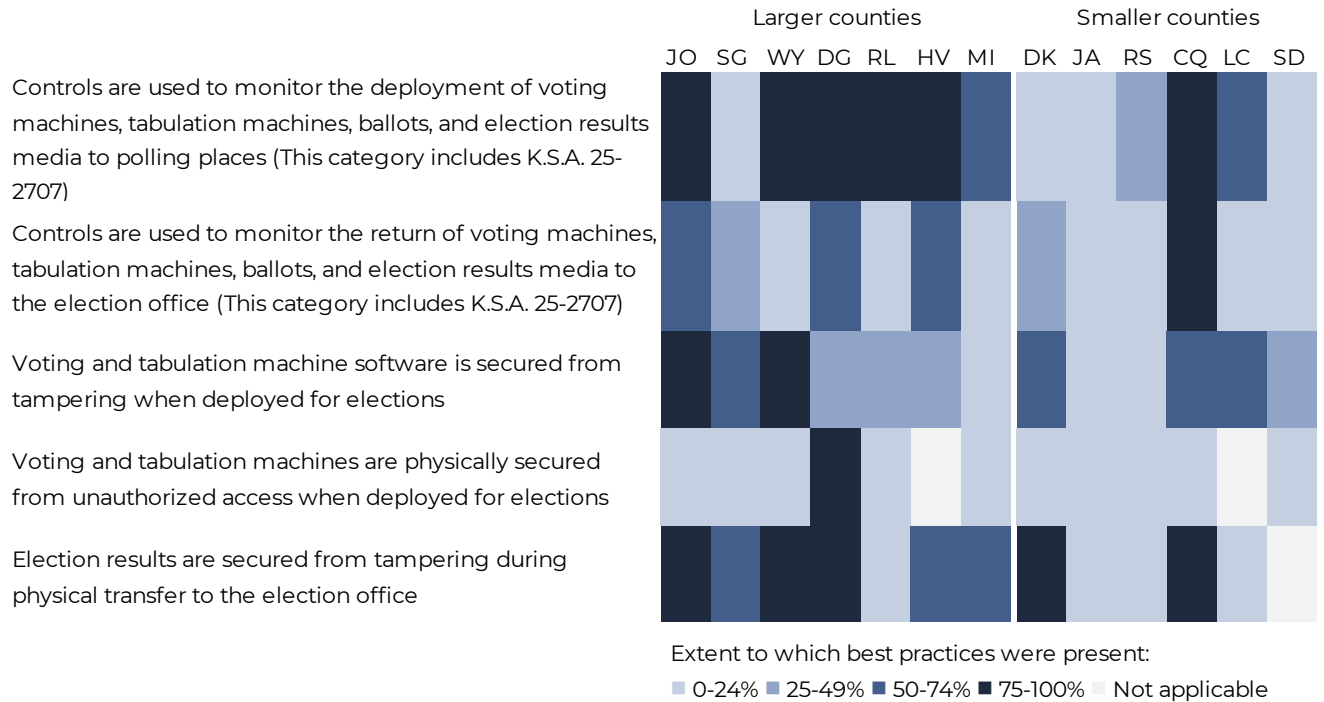 Larger counties
Smaller counties
JO SG WY DG RL HV MI DK JA RS CQ LC SD
Controls are used to monitor the deployment of voting
machines, tabulation machines, ballots, and election results
media to polling places (This category includes K.S.A. 25-
2707)
Controls are used to monitor the return of voting machines,
tabulation machines, ballots, and election results media to
the election office (This category includes K.S.A. 25-2707)
Voting and tabulation machine software is secured from
tampering when deployed for elections
Voting and tabulation machines are physically secured
from unauthorized access when deployed for elections
Election results are secured from tampering during
physical transfer to the election office
Extent to which best practices were present:
0-24% 25-49% 50-74% 75-100% Not applicable